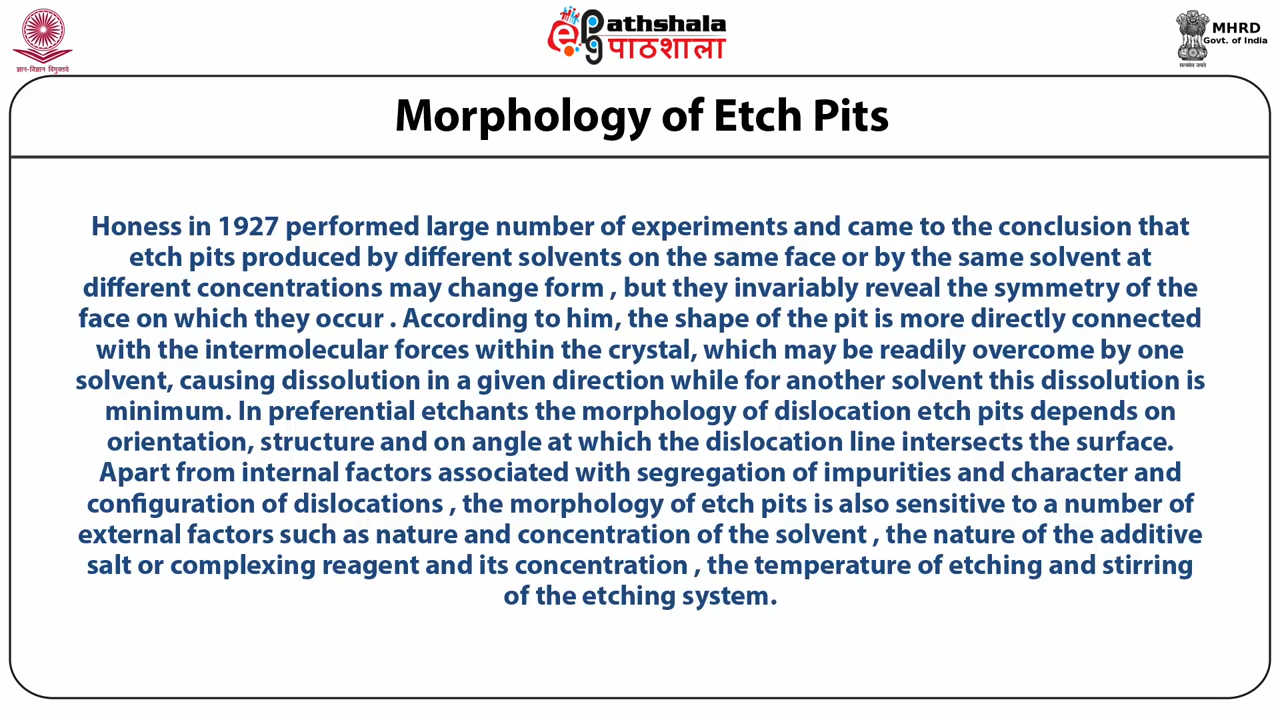 ज्ञान-विज्ञान विमुक्तये
ePg Pathshala
पाठशाला
MHRD
Govt. of India
सत्यमेव जयते
Morphology of Etch Pits
Honess in 1927 performed large number of experiments and came to the conclusion that
etch pits produced by different solvents on the same face or by the same solvent at
different concentrations may change form , but they invariably reveal the symmetry of the
face on which they occur . According to him, the shape of the pit is more directly connected
with the intermolecular forces within the crystal, which may be readily overcome by one
solvent, causing dissolution in a given direction while for another solvent this dissolution is
minimum. In preferential etchants the morphology of dislocation etch pits depends on
orientation, structure and on angle at which the dislocation line intersects the surface.
Apart from internal factors associated with segregation of impurities and character and
configuration of dislocations , the morphology of etch pits is also sensitive to a number of
external factors such as nature and concentration of the solvent , the nature of the additive
salt or complexing reagent and its concentration , the temperature of etching and stirring
of the etching system.